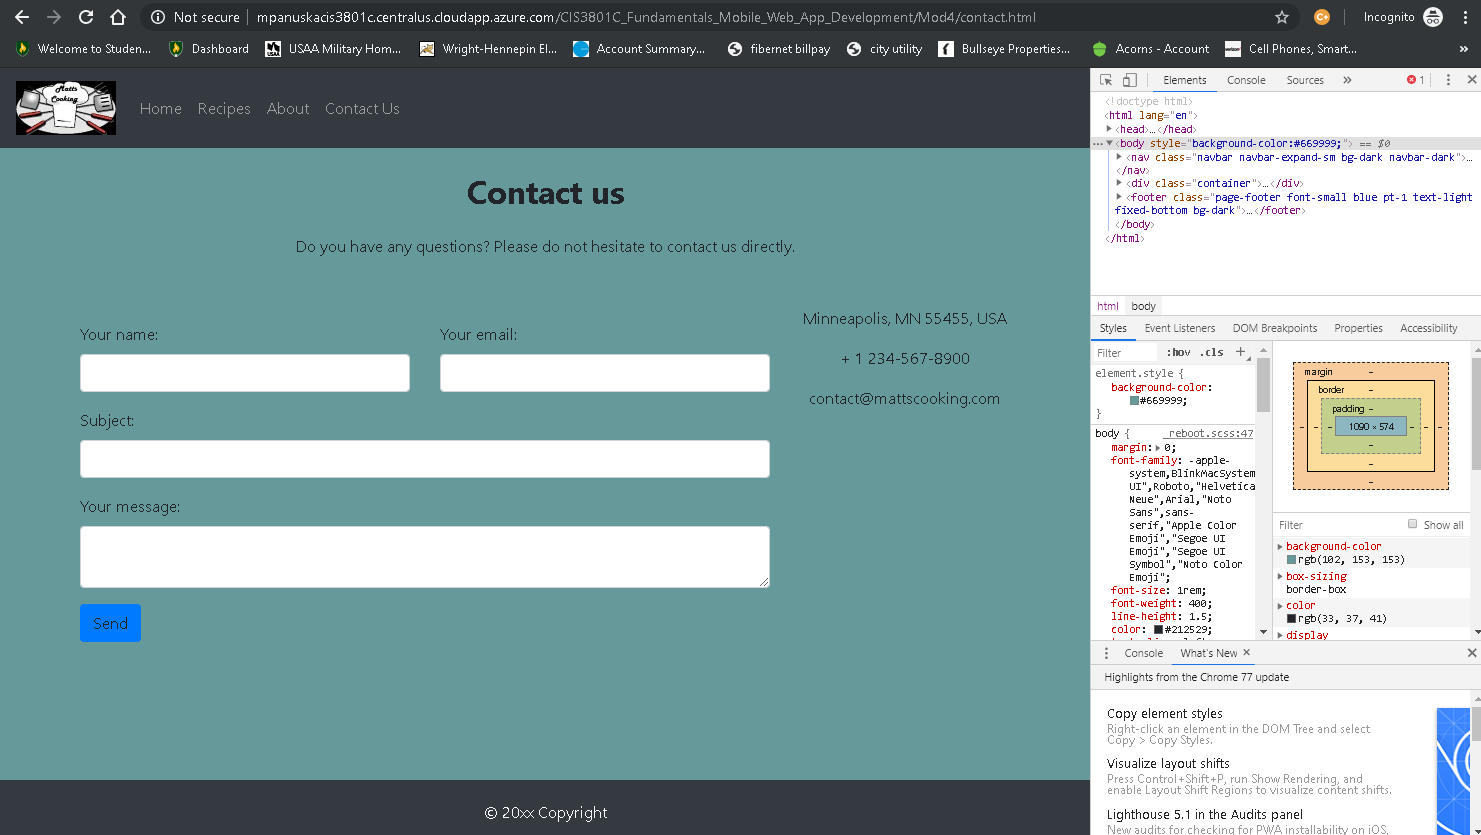 Not secure mpanuskacis3801c.centralus.cloudapp.azure.com/CIS3801C_Fundamentals_Mobile_Web_App_Development/Mod4/contact.html Incognito
Welcome to Studen... Dashboard USAA Military Hom... Wright-Hennepin El... Account Summary... fibernet billpay city utility Bullseye Properties... Acorns - Account Cell Phones, Smart... »
Matts
Cooking
Home Recipes About Contact Us
Contact us
Do you have any questions? Please do not hesitate to contact us directly.
Your name:
Your email:
Subject:
Your message:
Send
Minneapolis, MN 55455, USA
+ 1 234-567-8900
contact@mattscooking.com
© 20xx Copyright
Elements Console Sources » 1
<!doctype html>
<html lang="en">
<head>…</head>
<body style="background-color:#669999;"> == $0
<nav class="navbar navbar-expand-sm bg-dark navbar-dark">…
</nav>
<div class="container">…</div>
<footer class="page-footer font-small blue pt-1 text-light
fixed-bottom bg-dark">…</footer>
</body>
</html>
html body
Styles Event Listeners DOM Breakpoints Properties Accessibility
Filter :hov .cls +
element.style {
background-color:
#669999;
}
body { _reboot.scss:47
margin: 0;
font-family: -apple-
system,BlinkMacSystem
UI",Roboto,"Helvetica
Neue",Arial,"Noto
Sans",sans-
serif,"Apple Color
Emoji","Segoe UI
Emoji","Segoe UI
Symbol","Noto Color
Emoji";
font-size: 1rem;
font-weight: 400;
line-height: 1.5;
color: #212529;
margin –
border –
padding –
1090 × 574
Filter Show all
background-color
rgb(102, 153, 153)
box-sizing
border-box
color
rgb(33, 37, 41)
display
Console What's New ×
Highlights from the Chrome 77 update
Copy element styles
Right-click an element in the DOM Tree and select
Copy > Copy Styles.
Visualize layout shifts
Press Control+Shift+P, run Show Rendering, and
enable Layout Shift Regions to visualize content shifts.
Lighthouse 5.1 in the Audits panel
New audits for checking for PWA installability on iOS,